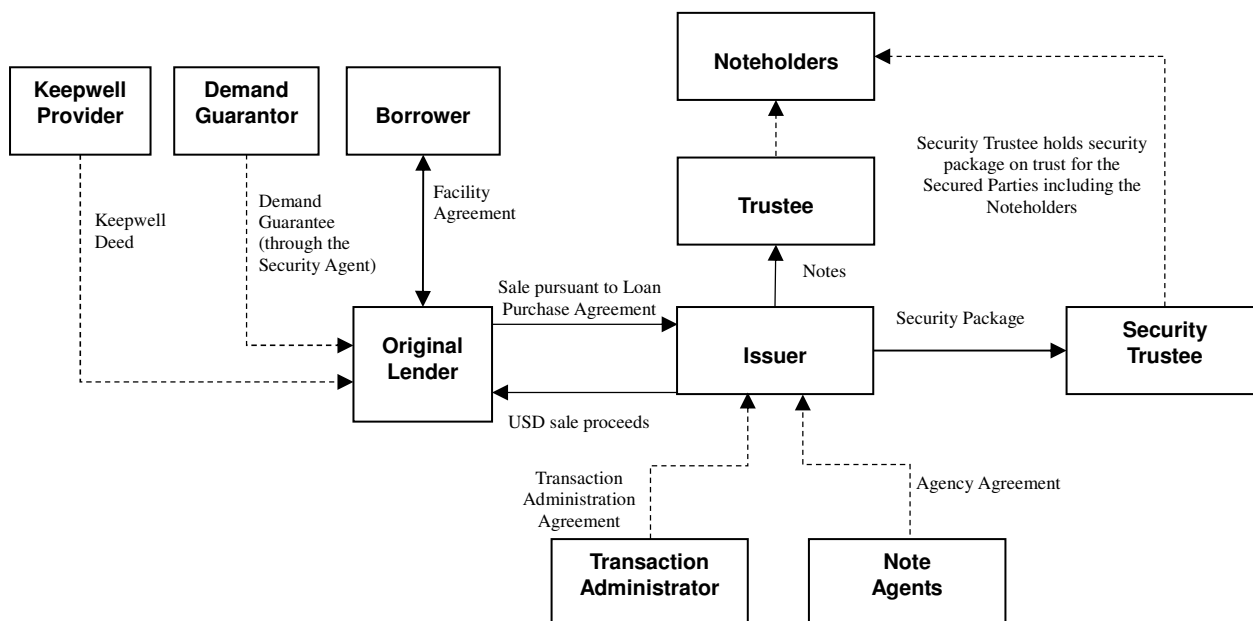 Noteholders
Keepwell
Provider
Demand
Guarantor
Borrower
Security Trustee holds security
package on trust for the
Secured Parties including the
Noteholders
Trustee
Keepwell
Deed
Demand
Guarantee
(through the
Security Agent)
Facility
Agreement
Notes
Sale pursuant to Loan
Purchase Agreement
Security Package
Original
Lender
Issuer
Security
Trustee
USD sale proceeds
Transaction
Administration
Agreement
Agency Agreement
Transaction
Administrator
Note
Agents